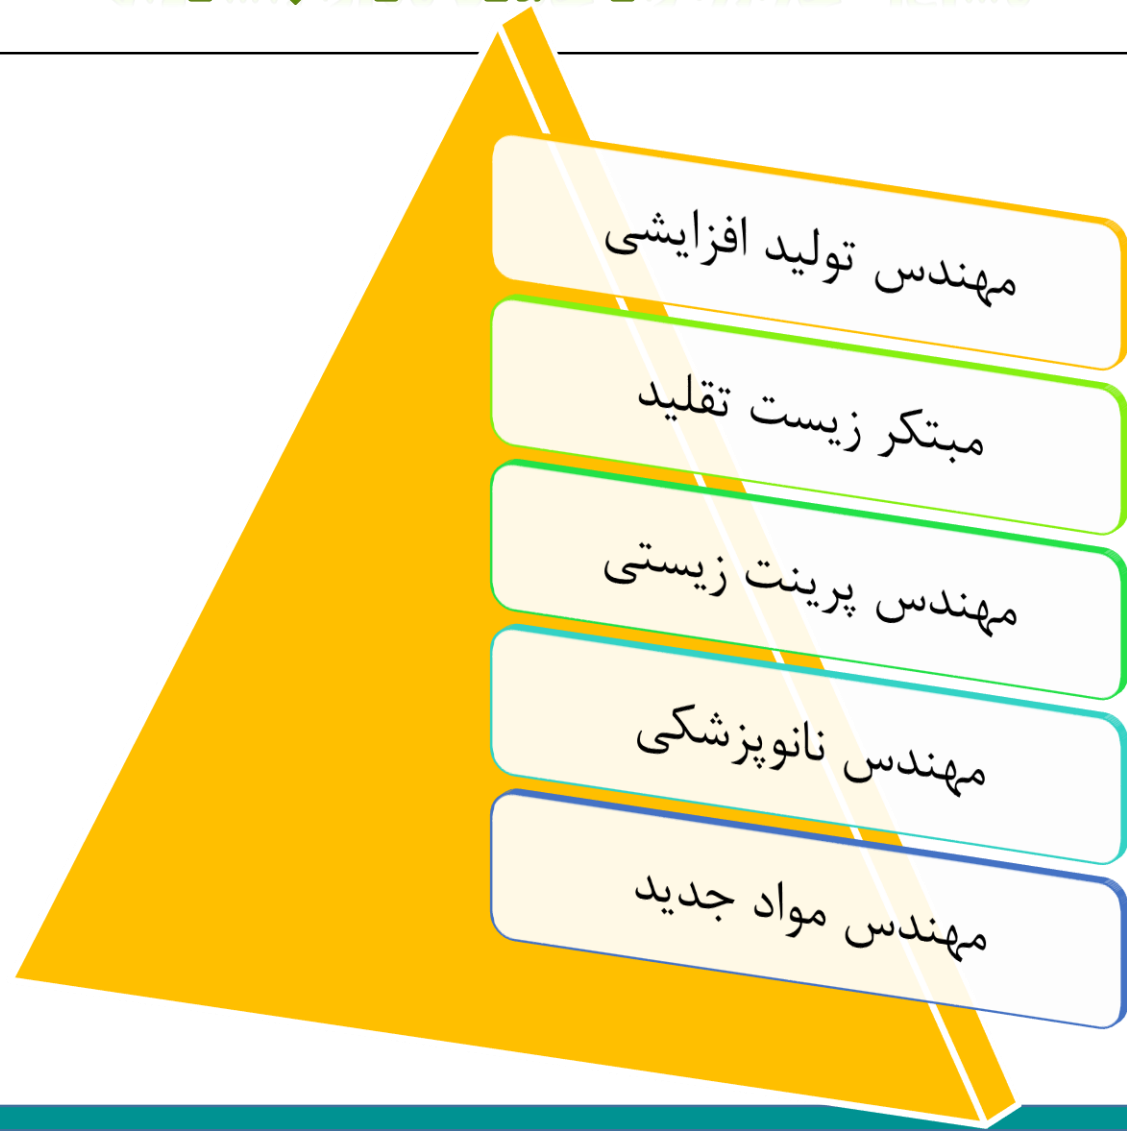 مهندس تولید افزایشی
مبتکر زیست تقلید
مهندس پرینت زیستی
مهندس نانوپزشکی
مهندس مواد جدید